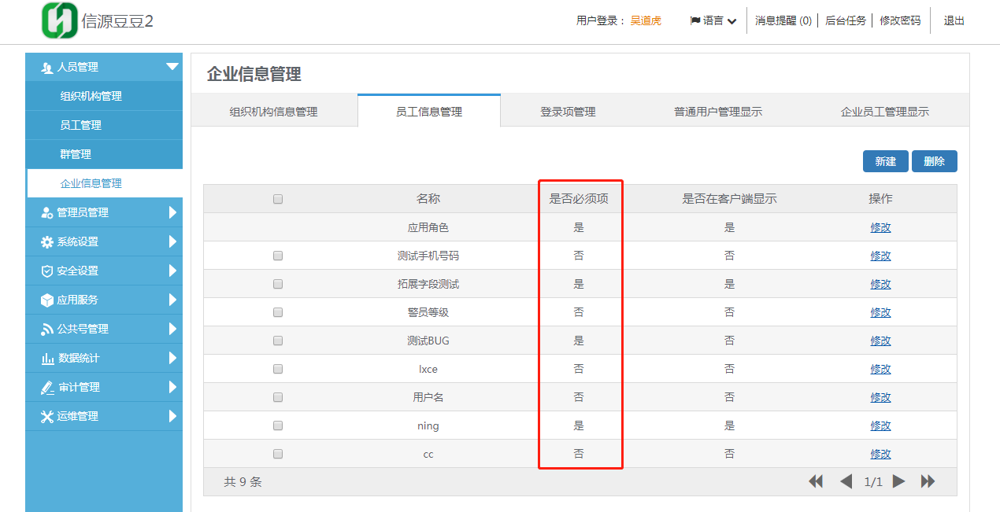 信源豆豆2
用户登录： 吴道虎 语言 消息提醒 (0) 后台任务 修改密码 退出
人员管理
组织机构管理
员工管理
群管理
企业信息管理
管理员管理
系统设置
安全设置
应用服务
公共号管理
数据统计
审计管理
运维管理
企业信息管理
组织机构信息管理 员工信息管理 登录项管理 普通用户管理显示 企业员工管理显示
新建 删除
名称 是否必须项 是否在客户端显示 操作
应用角色 是 是 修改
测试手机号码 否 否 修改
拓展字段测试 是 是 修改
警员等级 否 否 修改
测试BUG 是 否 修改
lxce 否 否 修改
用户名 否 否 修改
ning 是 是 修改
cc 否 否 修改
共 9 条 1/1